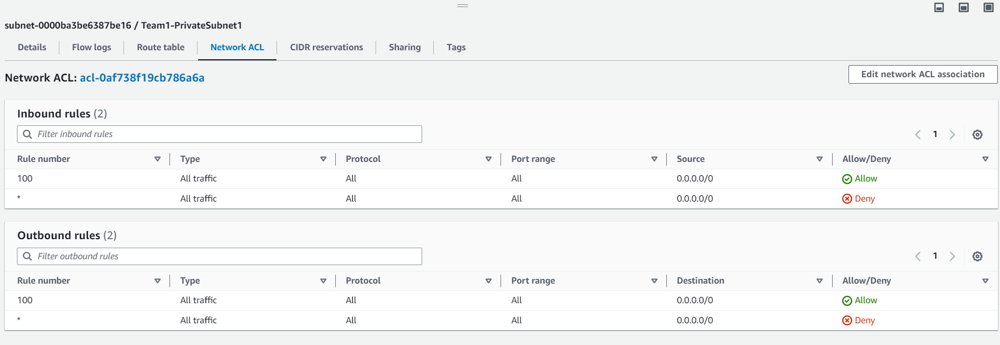 subnet-0000ba3be6387be16 / Team1-PrivateSubnet1
Details Flow logs Route table Network ACL CIDR reservations Sharing Tags
Network ACL: acl-0af738f19cb786a6a
Edit network ACL association
Inbound rules (2)
Filter inbound rules
1
Rule number Type Protocol Port range Source Allow/Deny
100 All traffic All All 0.0.0.0/0 Allow
* All traffic All All 0.0.0.0/0 Deny
Outbound rules (2)
Filter outbound rules
1
Rule number Type Protocol Port range Destination Allow/Deny
100 All traffic All All 0.0.0.0/0 Allow
* All traffic All All 0.0.0.0/0 Deny